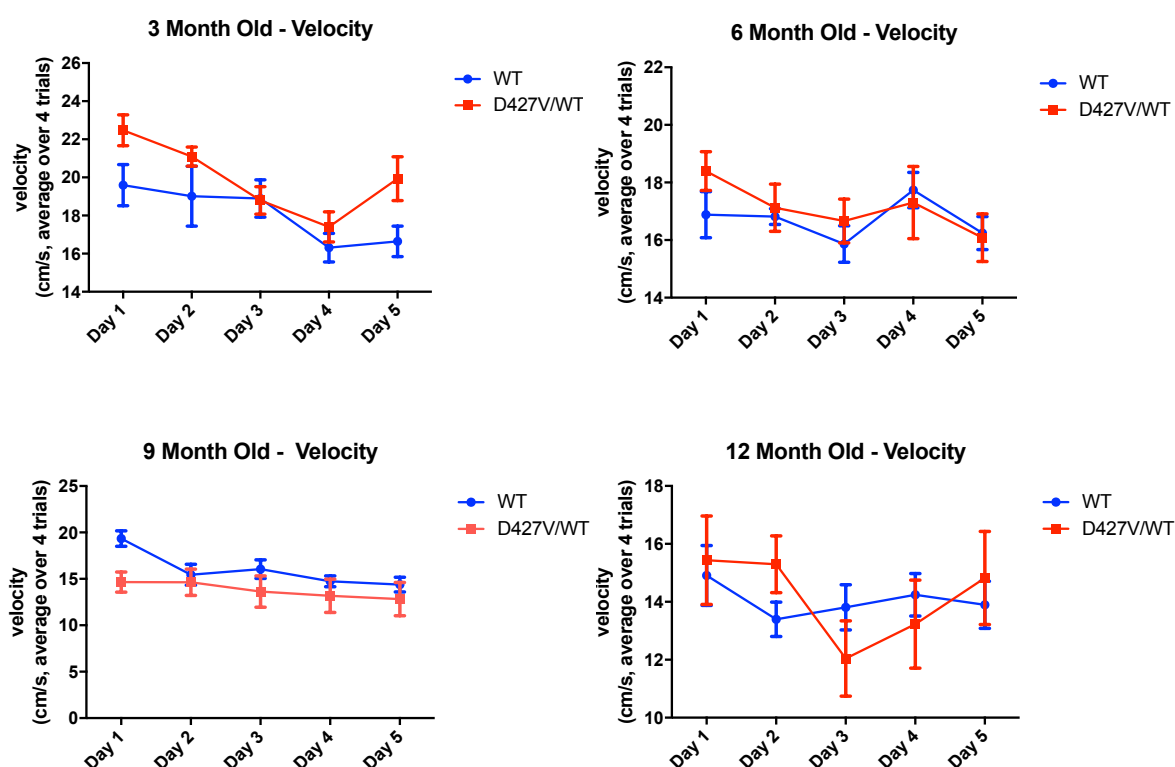 3 Month Old - Velocity
velocity
(cm/s, average over 4 trials)
26
24
22
20
18
16
14
Day 1
Day 2
Day 3
Day 4
Day 5
WT
D427V/WT
6 Month Old - Velocity
velocity
(cm/s, average over 4 trials)
22
20
18
16
14
Day 1
Day 2
Day 3
Day 4
Day 5
WT
D427V/WT
9 Month Old - Velocity
velocity
(cm/s, average over 4 trials)
25
20
15
10
5
0
Day 1
Day 2
Day 3
Day 4
Day 5
WT
D427V/WT
12 Month Old - Velocity
velocity
(cm/s, average over 4 trials)
18
16
14
12
10
Day 1
Day 2
Day 3
Day 4
Day 5
WT
D427V/WT